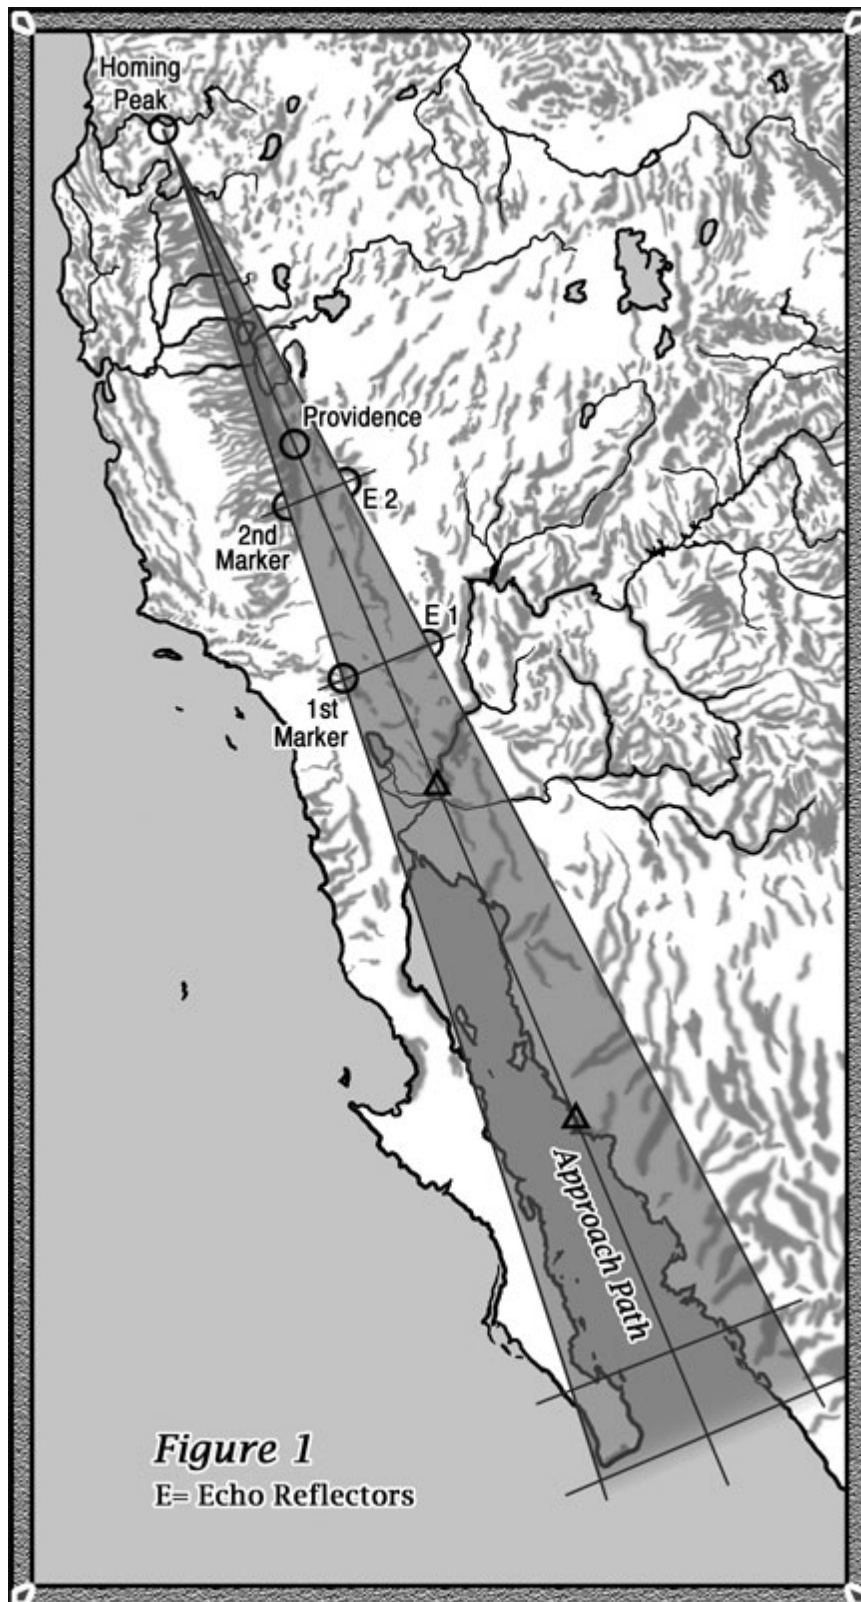 Homing
Peak
Providence
E 2
2nd
Marker
E 1
1st
Marker
Approach Path
Figure 1
E= Echo Reflectors